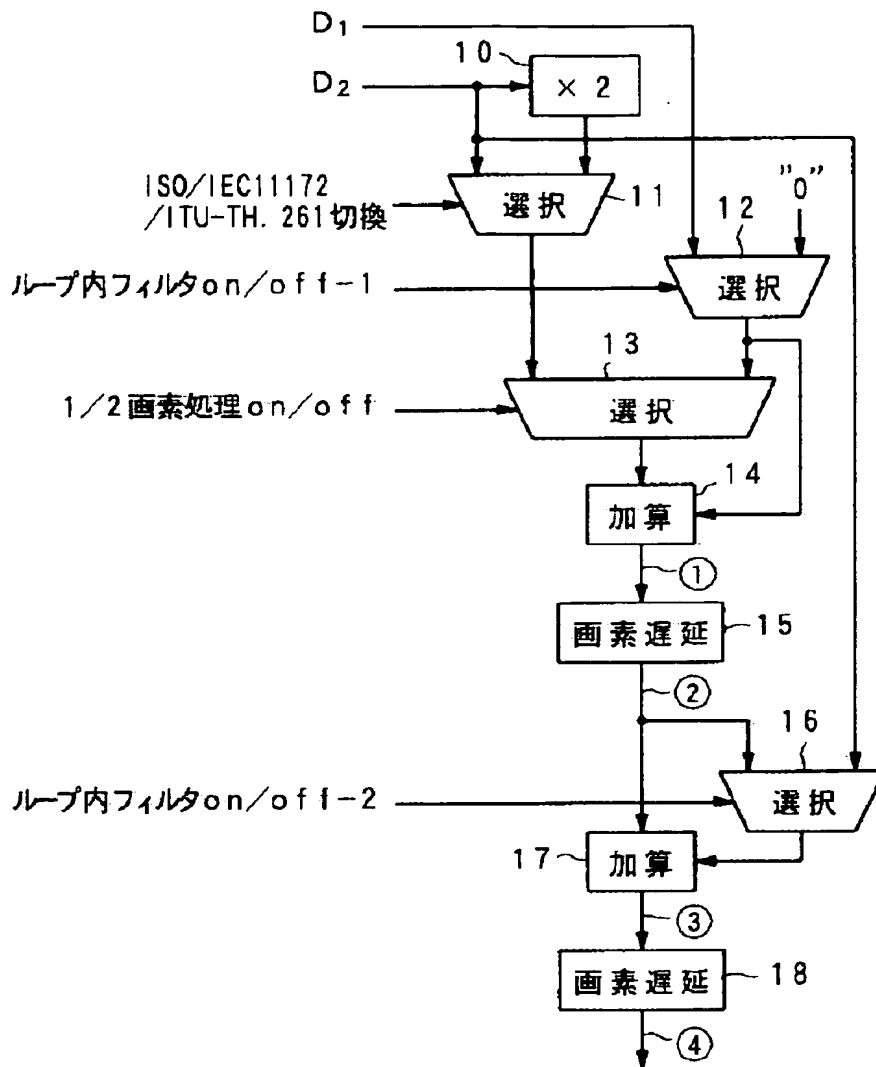 D₁
10
D₂
× 2
ISO/IEC11172
/ITU-TH. 261切換
選択
11
"0"
12
ループ内フィルタon/off-1
選択
13
1/2画素処理on/off
選択
14
加算
①
画素遅延
15
②
16
ループ内フィルタon/off-2
選択
17
加算
③
画素遅延
18
④